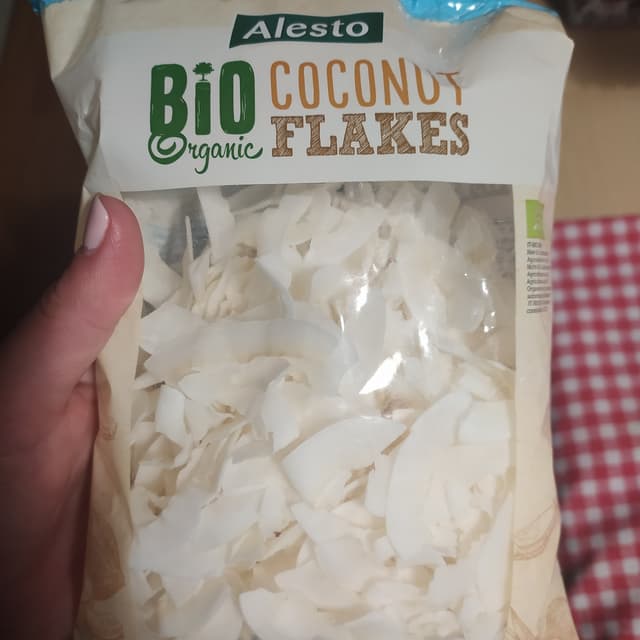 Alesto
BiO
Organic
COCONUT
FLAKES